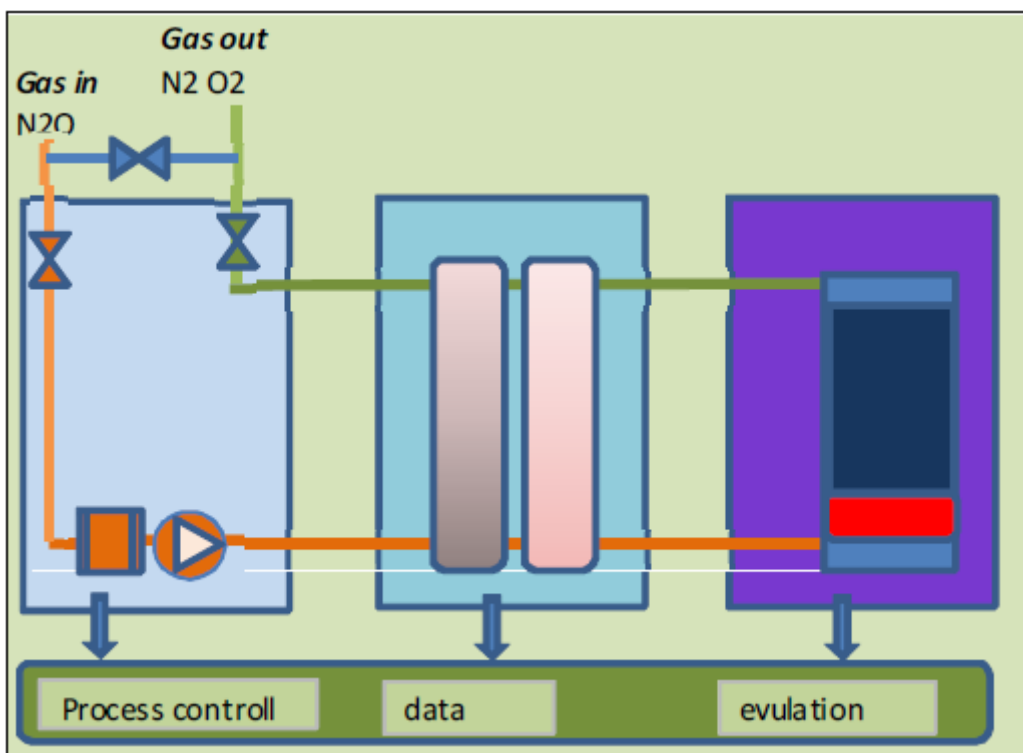 Gas out
Gas in
N2 O2
N2O
Process controll
data
evulation